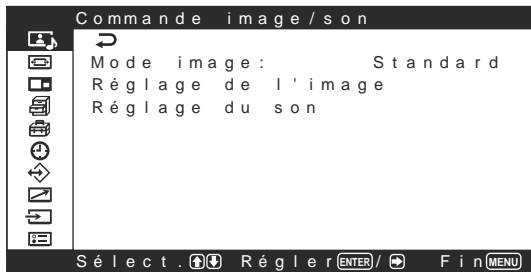 Commande image/son
Mode image: Standard
Réglage de l'image
Réglage du son
Sélect. Régler ENTER / Fin MENU